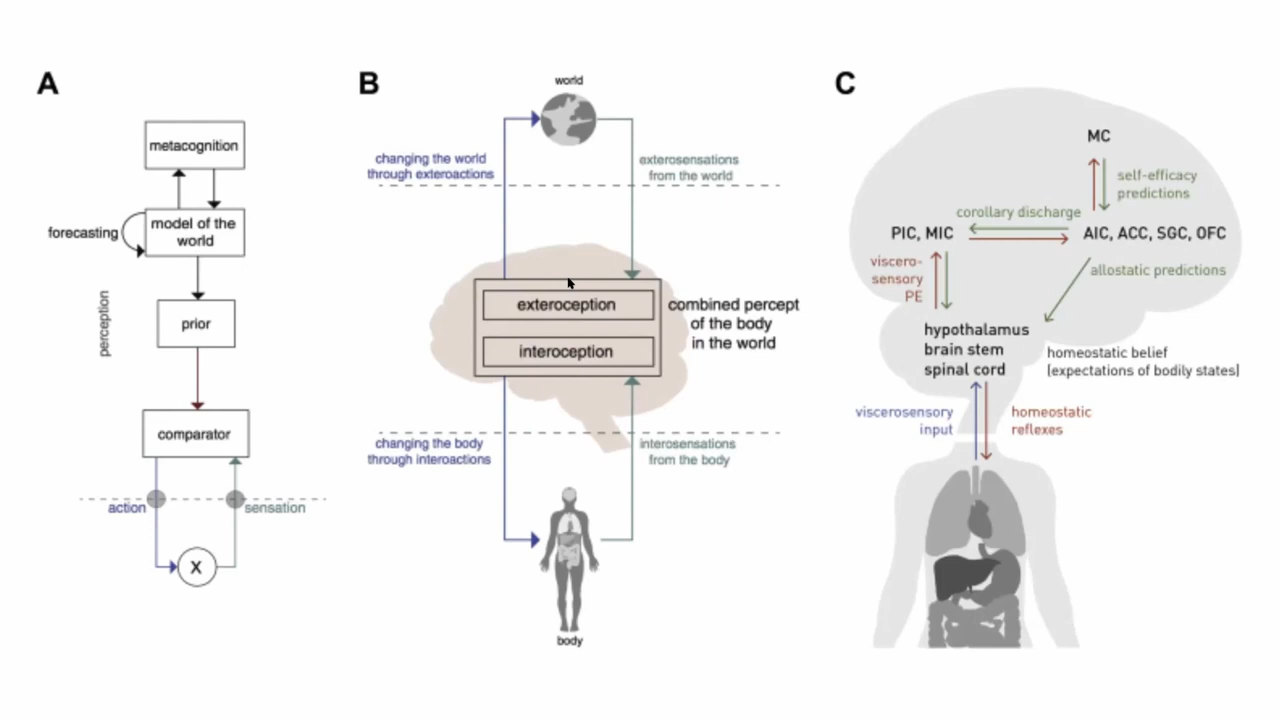 A
metacognition
forecasting
model of the
world
perception
prior
comparator
action
sensation
X
B
world
changing the world
through exteroactions
exterosensations
from the world
exteroception
interoception
combined percept
of the body
in the world
changing the body
through interoactions
interosensations
from the body
body
C
MC
self-efficacy
predictions
corollary discharge
PIC, MIC
AIC, ACC, SGC, OFC
viscero-
sensory
PE
allostatic predictions
hypothalamus
brain stem
spinal cord
homeostatic belief
(expectations of bodily states)
viscerosensory
input
homeostatic
reflexes